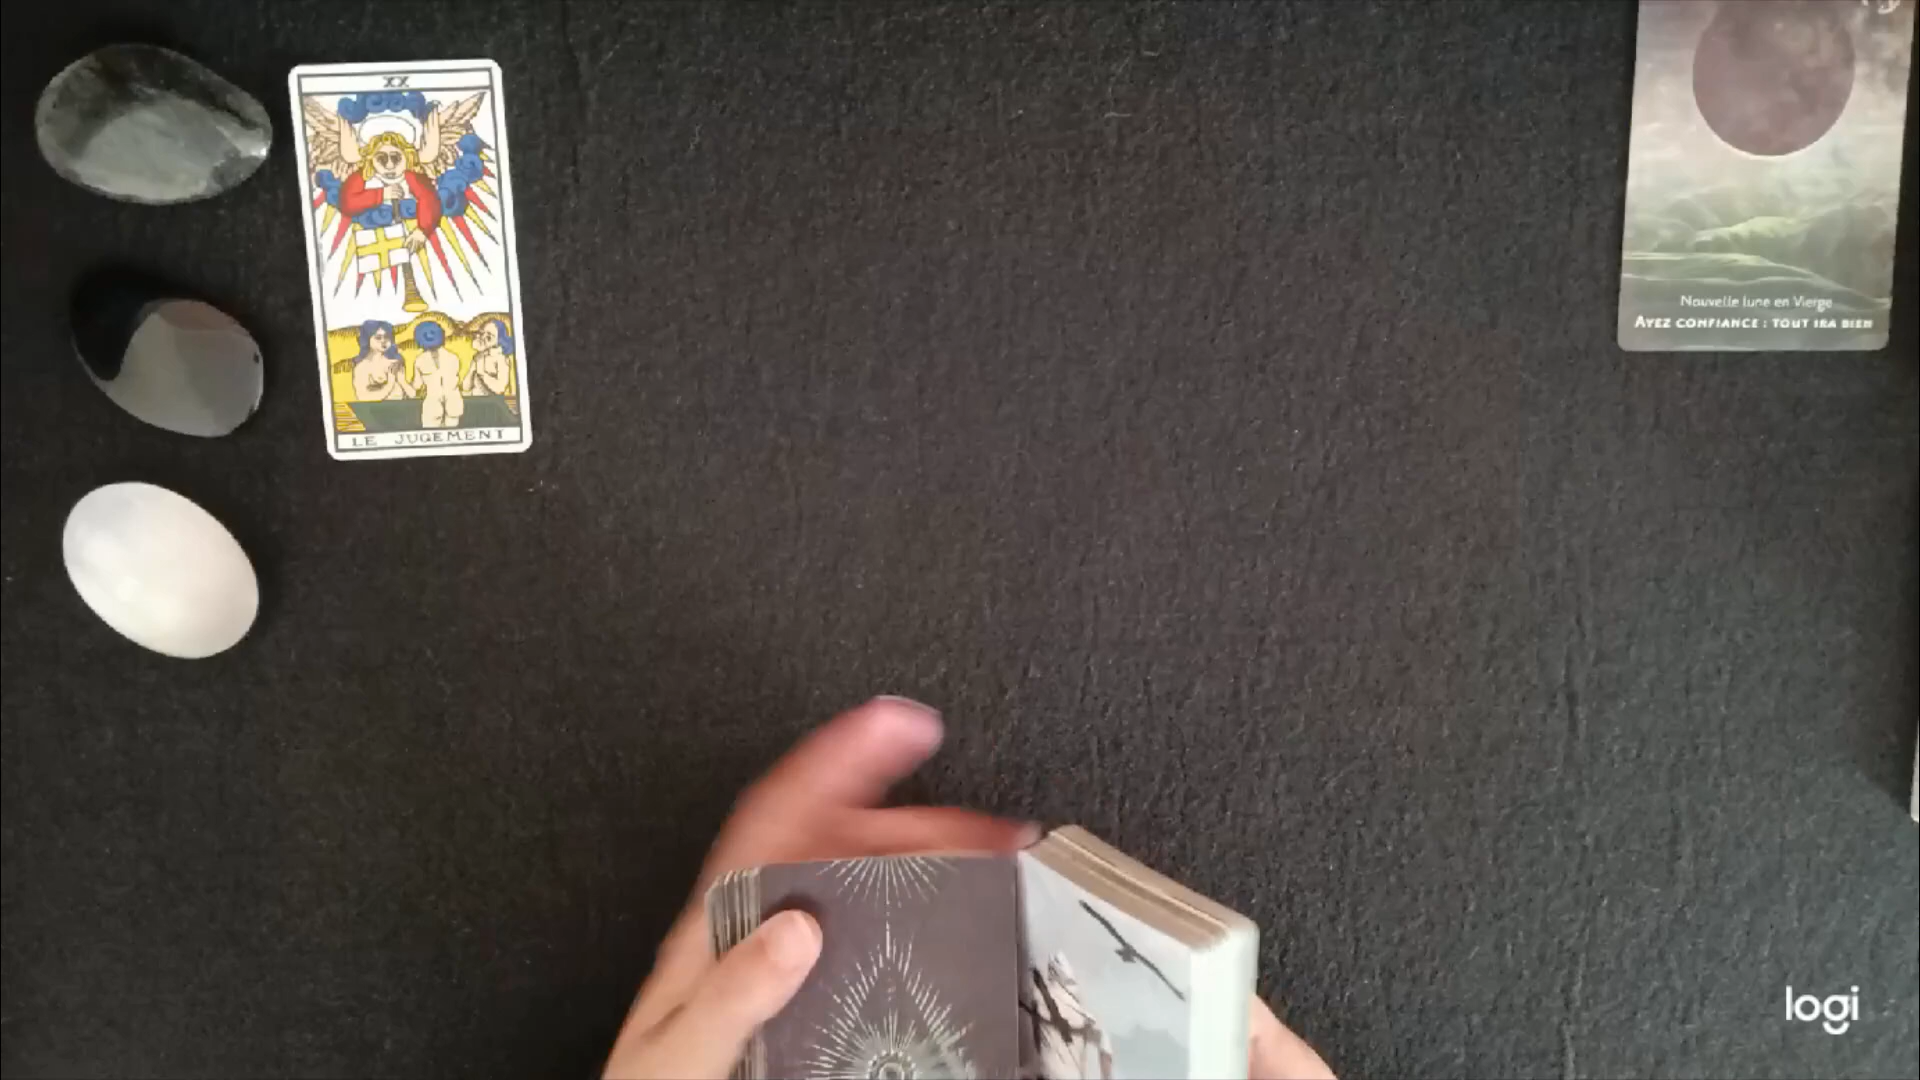 XX
LE JUGEMENT
Nouvelle lune en Vierge
AYEZ CONFIANCE : TOUT IRA BIEN
logi